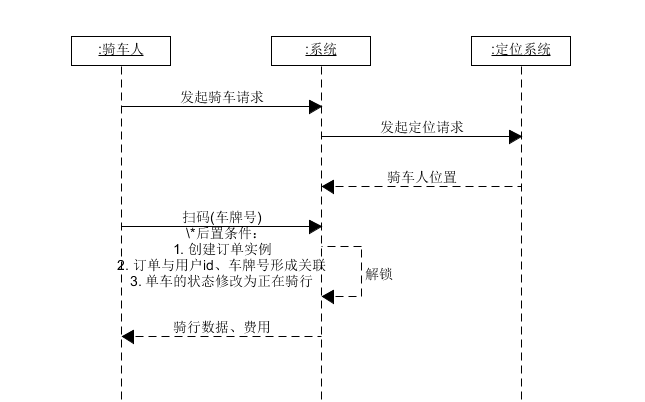 :骑车人
:系统
:定位系统
发起骑车请求
发起定位请求
骑车人位置
扫码(车牌号)
\*后置条件：
1. 创建订单实例
2. 订单与用户id、车牌号形成关联
3. 单车的状态修改为正在骑行
解锁
骑行数据、费用